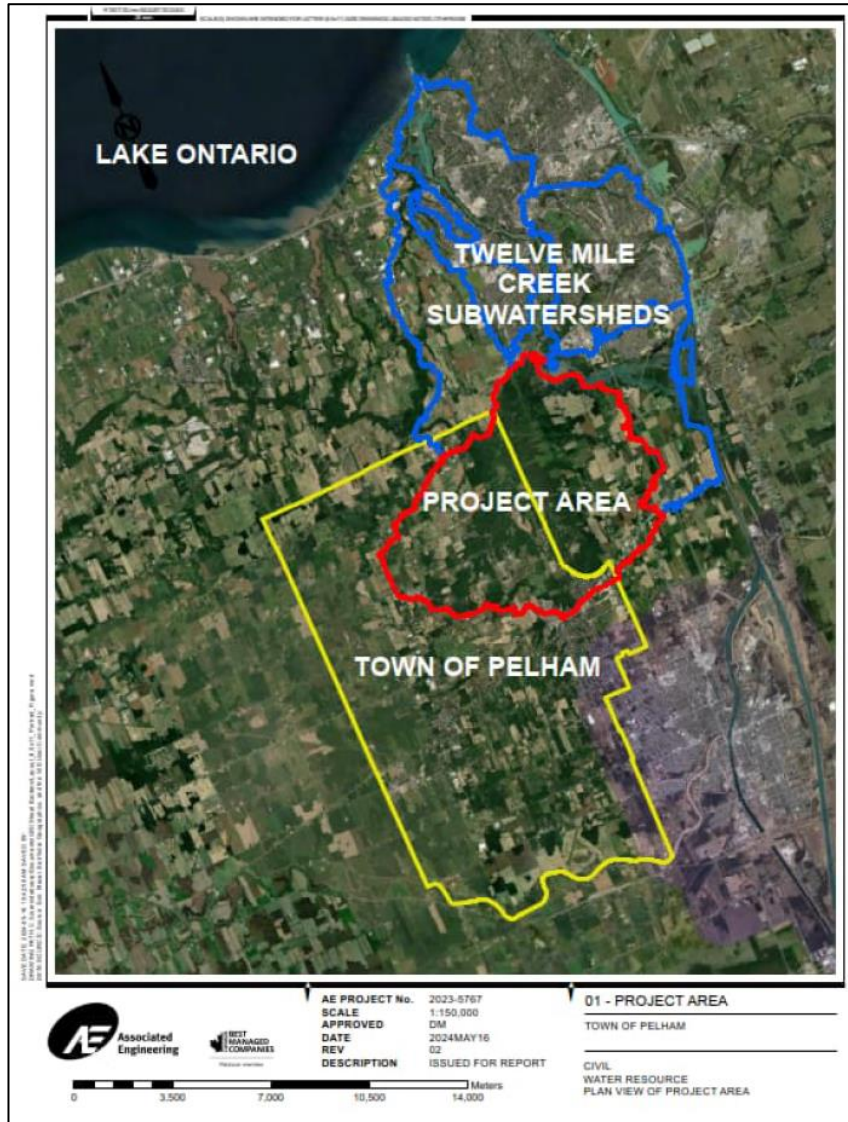 LAKE ONTARIO
TWELVE MILE
CREEK
SUBWATERSHEDS
PROJECT AREA
TOWN OF PELHAM
AE
Associated
Engineering
BEST
MANAGED
COMPANIES
AE PROJECT No. 2023-5767
SCALE 1:150,000
APPROVED DM
DATE 2024MAY16
REV 02
DESCRIPTION ISSUED FOR REPORT
01 - PROJECT AREA
TOWN OF PELHAM
CIVIL
WATER RESOURCE
PLAN VIEW OF PROJECT AREA
Meters
0 3,500 7,000 10,500 14,000